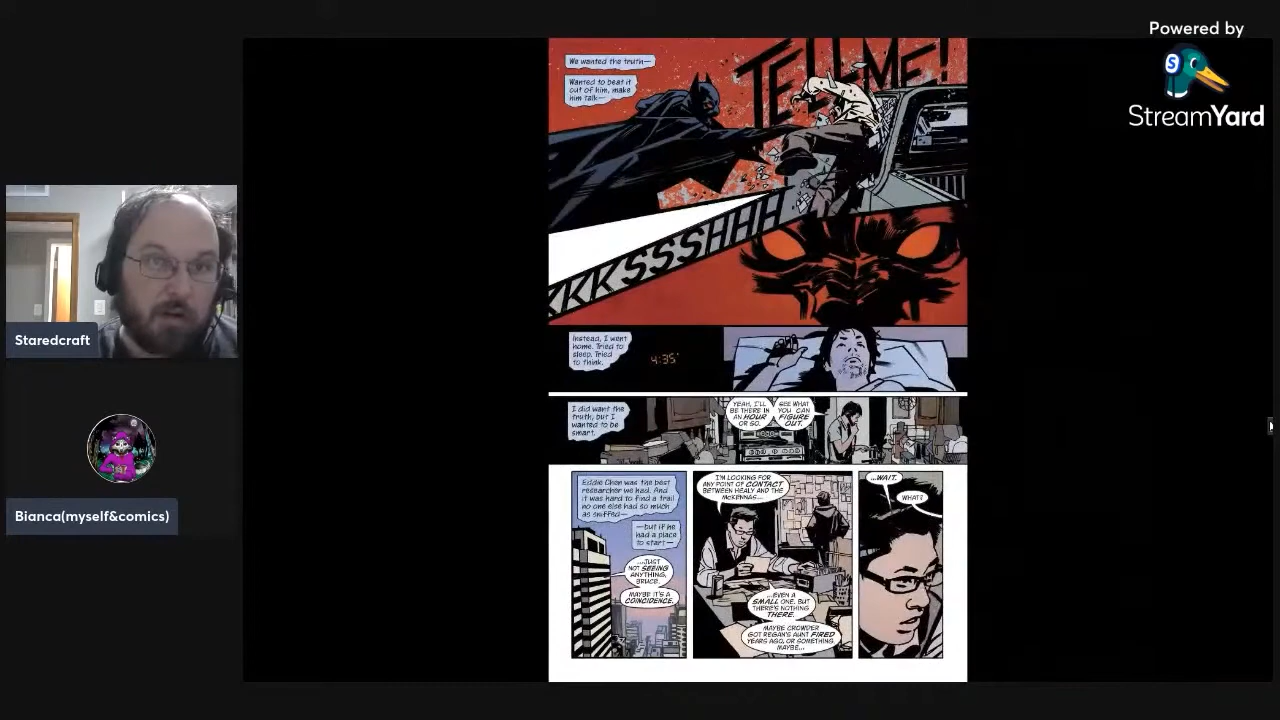 Powered by
StreamYard
Staredcraft
Bianca(myself&comics)
We wanted the truth—
Wanted to beat it
out of him, make
him talk—
TELL ME!
KKKSSSHHH
Instead, I went
home. Tried to
sleep. Tried
to think.
4:35
I did want the
truth, but I
wanted to be
smart.
YEAH, I'LL
BE THERE IN
AN HOUR
OR SO.
SEE WHAT
YOU CAN
FIGURE
OUT.
Eddie Chen was the best
researcher we had. And
it was hard to find a trail
no one else had so much
as sniffed—
—but if he
had a place
to start—
...JUST
NOT SEEING
ANYTHING,
BRUCE.
MAYBE IT'S A
COINCIDENCE.
I'M LOOKING FOR
ANY POINT OF CONTACT
BETWEEN HEALY AND THE
MCKENNAS...
...EVEN A
SMALL ONE. BUT
THERE'S NOTHING
THERE.
MAYBE CROWDER
GOT REGAN'S AUNT FIRED
YEARS AGO, OR SOMETHING.
MAYBE...
...WAIT.
WHAT?